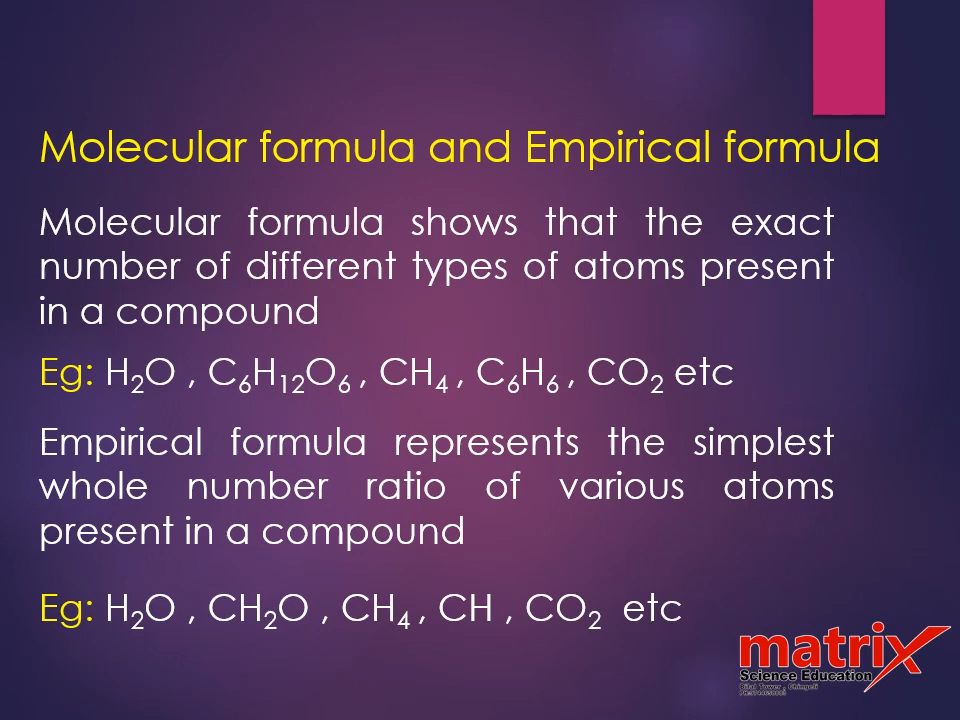 Molecular formula and Empirical formula
Molecular formula shows that the exact
number of different types of atoms present
in a compound
Eg: H₂O , C₆H₁₂O₆ , CH₄ , C₆H₆ , CO₂ etc
Empirical formula represents the simplest
whole number ratio of various atoms
present in a compound
Eg: H₂O , CH₂O , CH₄ , CH , CO₂ etc
matrix
Science Education